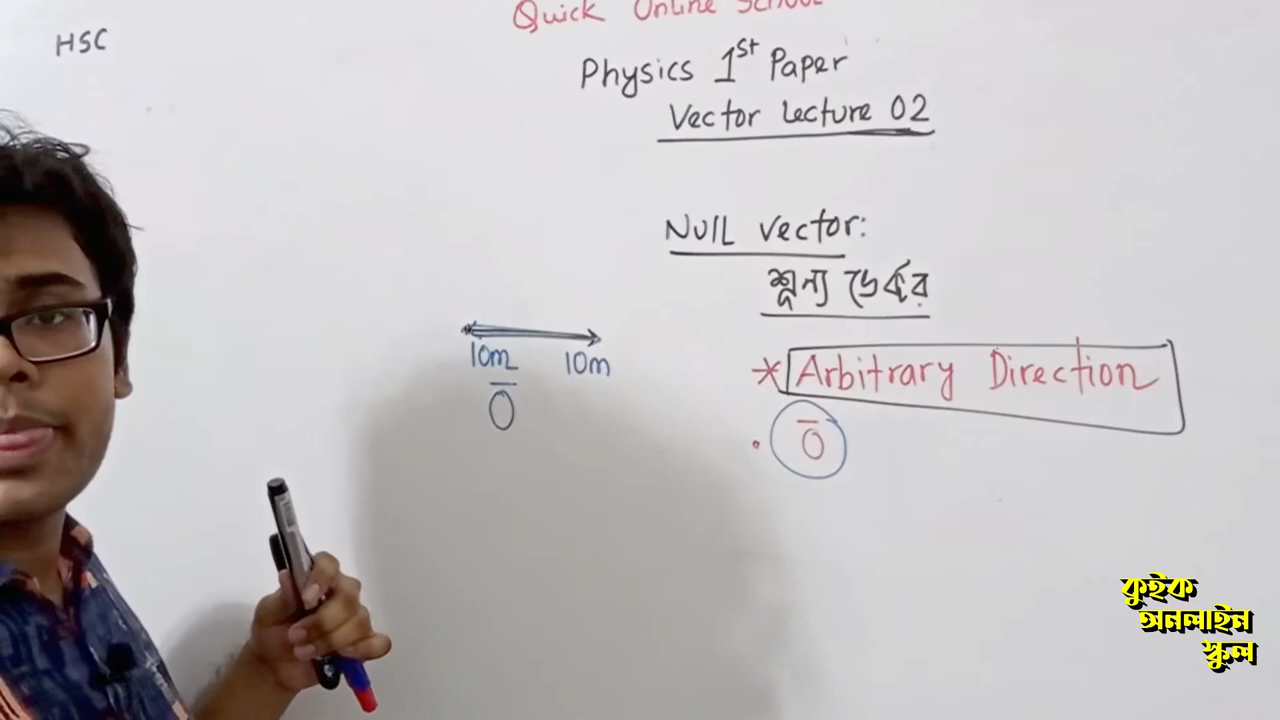 Quick Online School
HSC
Physics 1st Paper
Vector Lecture 02
Null vector:
শূন্য ভেক্টর
10m 10m
* Arbitrary Direction
0̅
. 0̅
কুইক
অনলাইন
স্কুল